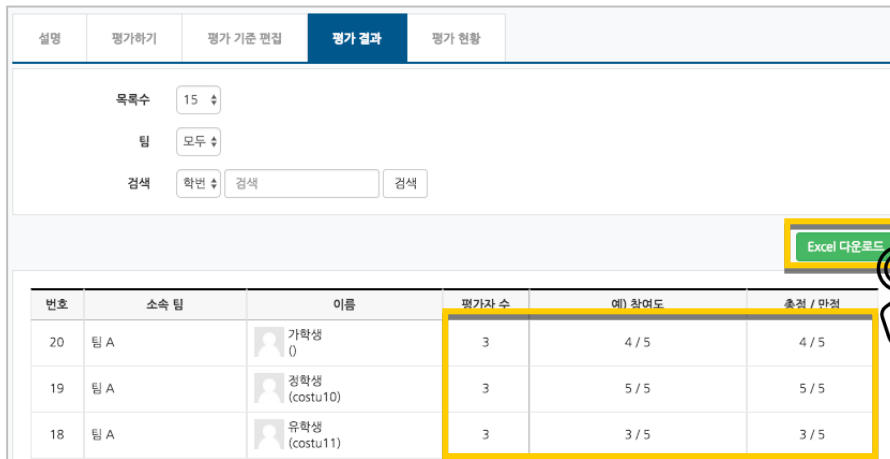 설명 평가하기 평가 기준 편집 평가 결과 평가 현황
목록수 15
팀 모두
검색 학번 검색 검색
Excel 다운로드
번호 소속 팀 이름 평가자 수 예) 참여도 총점 / 만점
20 팀 A 가학생 3 4 / 5 4 / 5
()
19 팀 A 정학생 3 5 / 5 5 / 5
(costu10)
18 팀 A 유학생 3 3 / 5 3 / 5
(costu11)